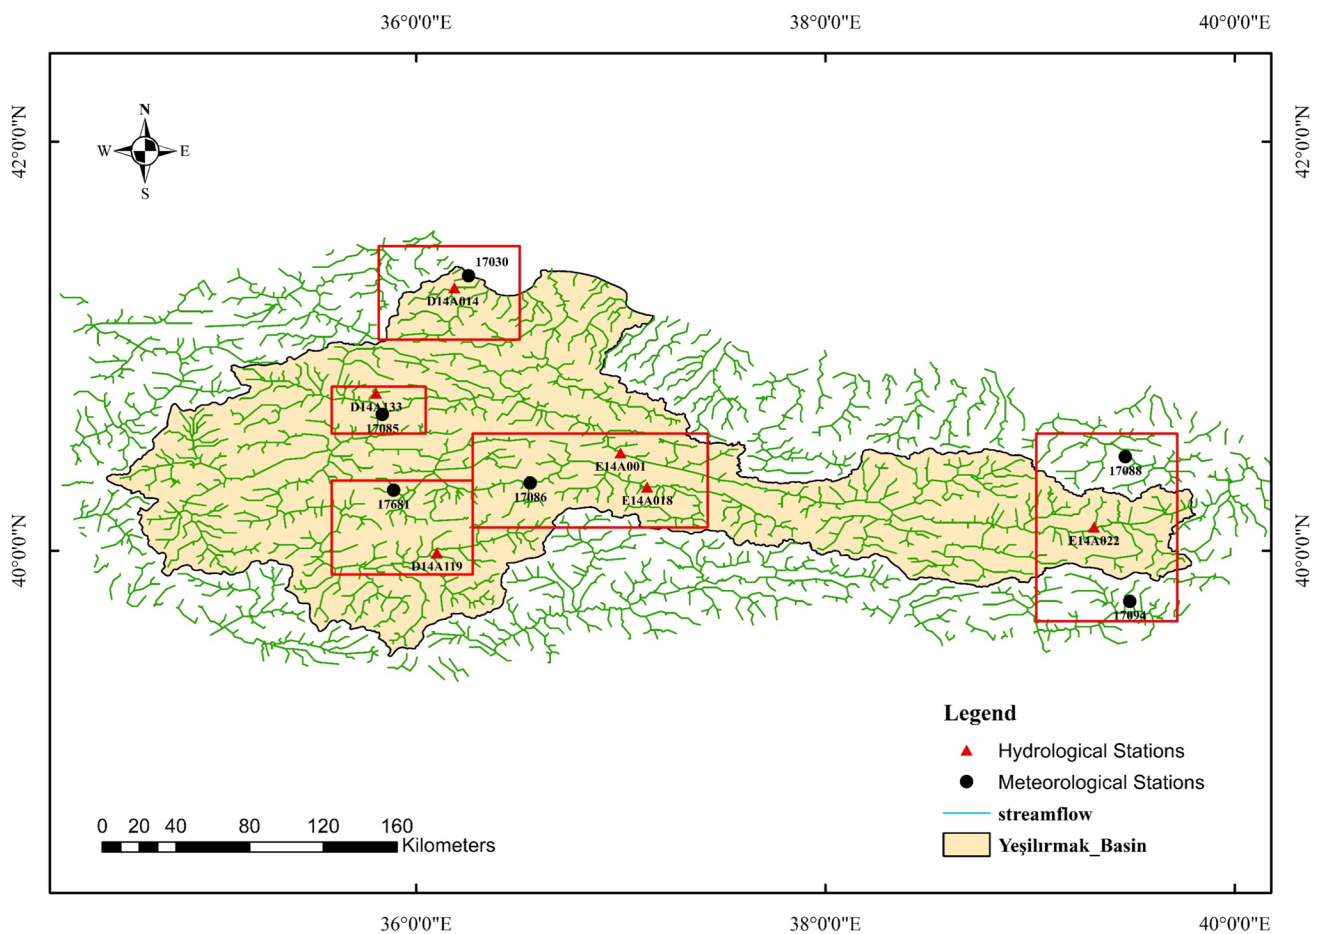 36°0'0"E
38°0'0"E
40°0'0"E
42°0'0"N
42°0'0"N
N
W
E
S
17030
D14A014
D14A133
17085
E14A001
17088
17086
E14A018
17681
E14A022
40°0'0"N
40°0'0"N
D14A119
17094
Legend
Hydrological Stations
Meteorological Stations
streamflow
Yeşilırmak_Basin
0 20 40 80 120 160
Kilometers
36°0'0"E
38°0'0"E
40°0'0"E